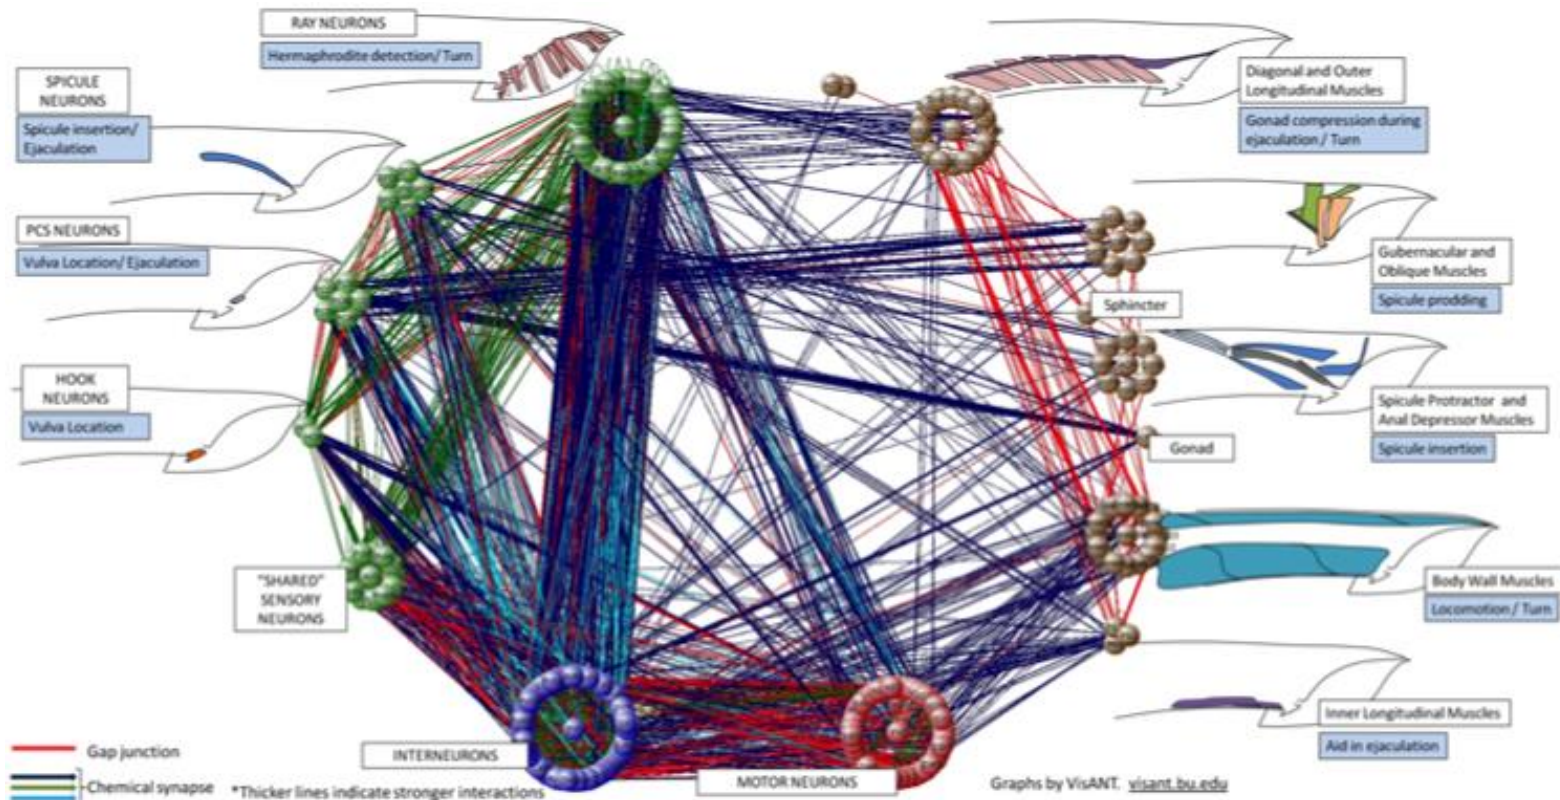 RAY NEURONS
Hermaphrodite detection/ Turn
SPICULE
NEURONS
Spicule insertion/
Ejaculation
PCS NEURONS
Vulva Location/ Ejaculation
HOOK
NEURONS
Vulva Location
"SHARED"
SENSORY
NEURONS
INTERNEURONS
MOTOR NEURONS
Diagonal and Outer
Longitudinal Muscles
Gonad compression during
ejaculation / Turn
Gubernacular and
Oblique Muscles
Spicule prodding
Sphincter
Spicule Protractor and
Anal Depressor Muscles
Spicule insertion
Gonad
Body Wall Muscles
Locomotion / Turn
Inner Longitudinal Muscles
Aid in ejaculation
Gap junction
Chemical synapse
*Thicker lines indicate stronger interactions
Graphs by VisANT. visant.bu.edu